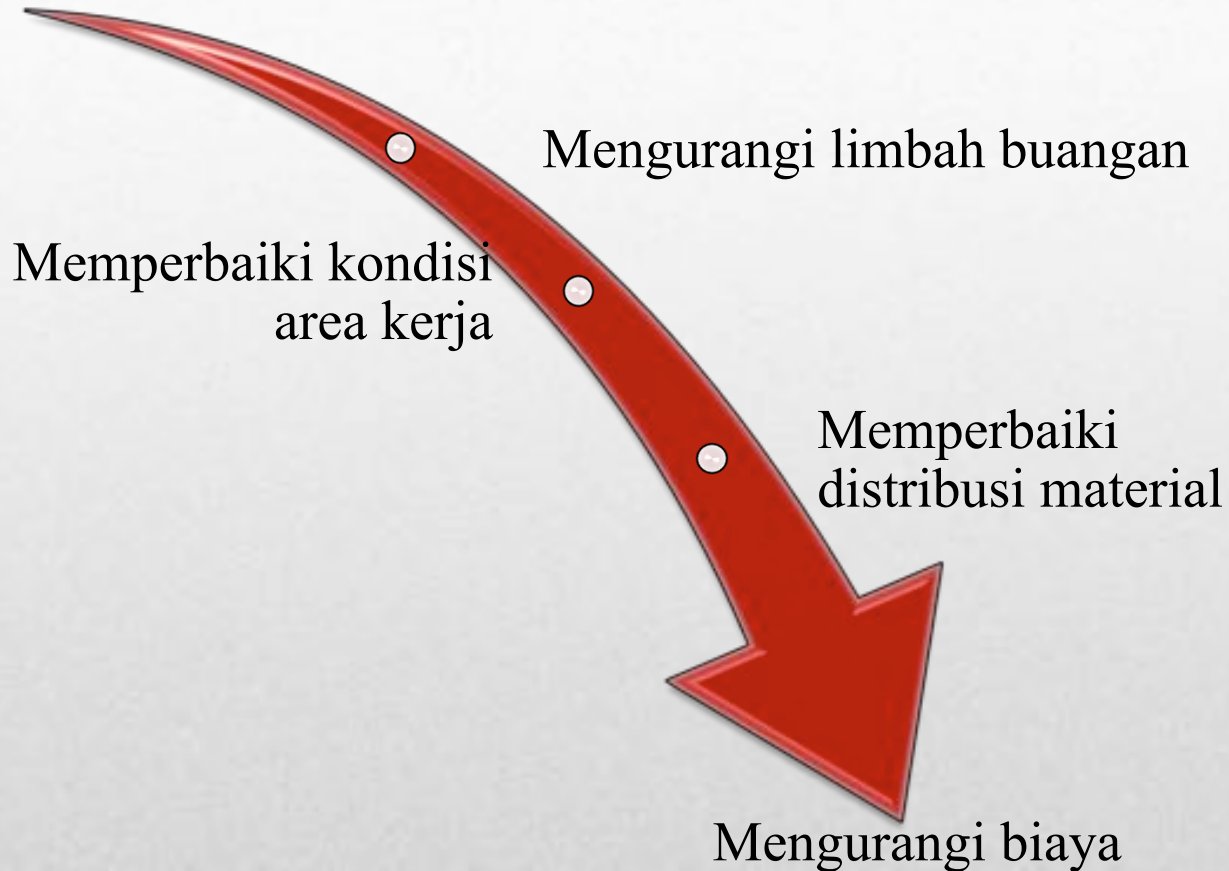 Mengurangi limbah buangan
Memperbaiki kondisi
area kerja
Memperbaiki
distribusi material
Mengurangi biaya